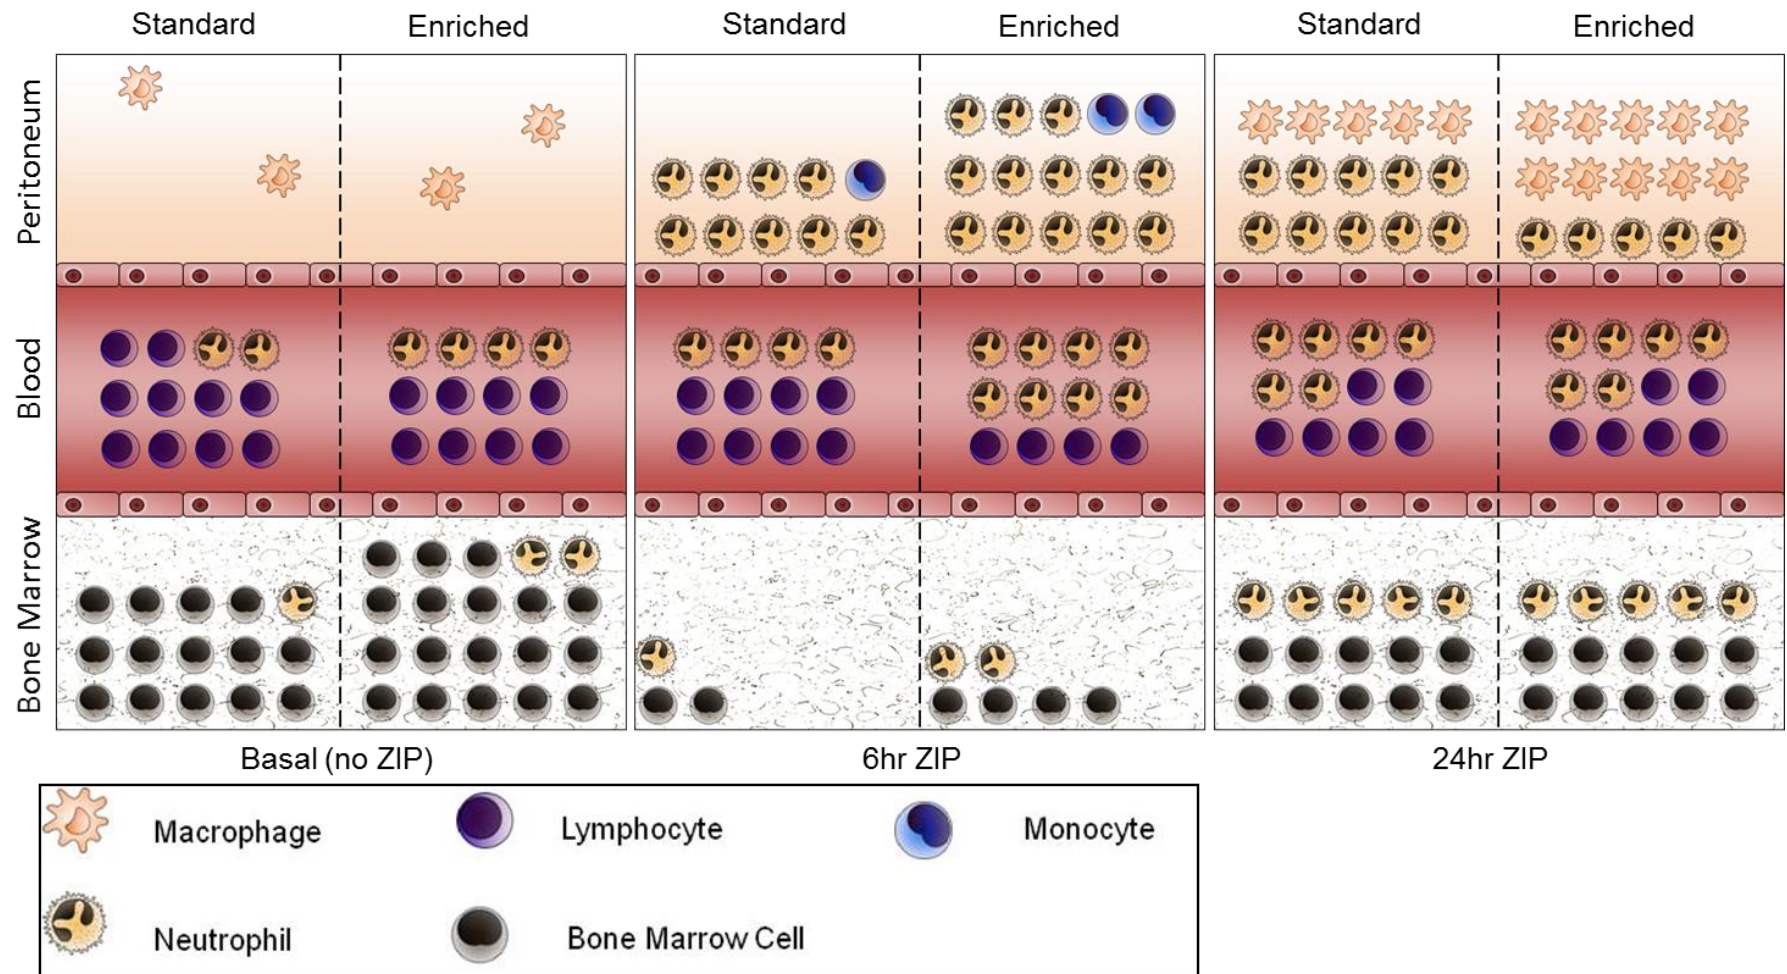 Standard Enriched Standard Enriched Standard Enriched
Peritoneum
Blood
Bone Marrow
Basal (no ZIP) 6hr ZIP 24hr ZIP
Macrophage Lymphocyte Monocyte
Neutrophil Bone Marrow Cell